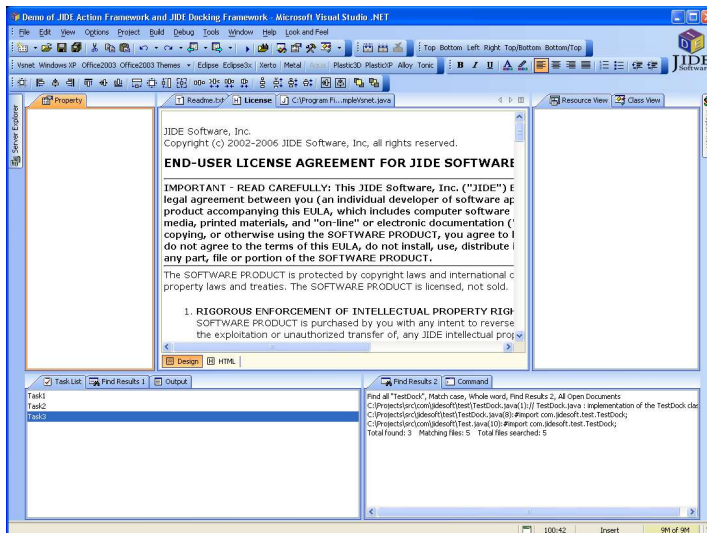 Demo of JIDE Action Framework and JIDE Docking Framework - Microsoft Visual Studio .NET
File Edit View Options Project Build Debug Tools Window Help Look and Feel
Top Bottom Left Right Top/Bottom Bottom/Top
JIDE
Software
Vsnet Windows XP Office2003 Office2003 Themes Eclipse Eclipse3x Xerto Metal Aqua Plastic3D PlasticXP Alloy Tonic B I U A
Server Explorer
Property
Readme.txt License C:\Program Fi...mpleVsnet.java
Resource View Class View
JIDE Software, Inc.
Copyright (c) 2002-2006 JIDE Software, Inc, all rights reserved.
END-USER LICENSE AGREEMENT FOR JIDE SOFTWARE
IMPORTANT - READ CAREFULLY: This JIDE Software, Inc. ("JIDE") E
legal agreement between you (an individual developer of software ap
product accompanying this EULA, which includes computer software
media, printed materials, and "on-line" or electronic documentation ("
copying, or otherwise using the SOFTWARE PRODUCT, you agree to
do not agree to the terms of this EULA, do not install, use, distribute
any part, file or portion of the SOFTWARE PRODUCT.
The SOFTWARE PRODUCT is protected by copyright laws and international
property laws and treaties. The SOFTWARE PRODUCT is licensed, not sold.
1. RIGOROUS ENFORCEMENT OF INTELLECTUAL PROPERTY RIGH
SOFTWARE PRODUCT is purchased by you with any intent to reverse
the exploitation or unauthorized transfer of, any JIDE intellectual prop
Design HTML
Task List Find Results 1 Output
Find Results 2 Command
Task1
Task2
Task3
Find all "TestDock", Match case, Whole word, Find Results 2, All Open Documents
C:\Projects\src\com\jidesoft\test\TestDock.java(1):// TestDock.java : implementation of the TestDock clas
C:\Projects\src\com\jidesoft\test\TestDock.java(8):#import com.jidesoft.test.TestDock;
C:\Projects\src\com\jidesoft\Test.java(10):#import com.jidesoft.test.TestDock;
Total found: 3 Matching files: 5 Total files searched: 5
100:42 Insert 9M of 9M